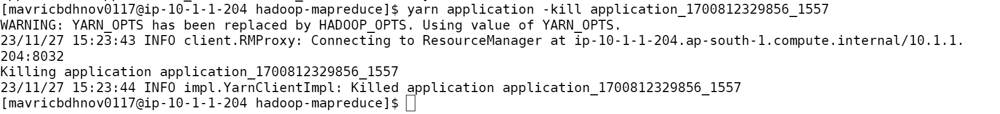 [mavricbdhnov0117@ip-10-1-1-204 hadoop-mapreduce]$ yarn application -kill application_1700812329856_1557
WARNING: YARN_OPTS has been replaced by HADOOP_OPTS. Using value of YARN_OPTS.
23/11/27 15:23:43 INFO client.RMProxy: Connecting to ResourceManager at ip-10-1-1-204.ap-south-1.compute.internal/10.1.1.
204:8032
Killing application application_1700812329856_1557
23/11/27 15:23:44 INFO impl.YarnClientImpl: Killed application application_1700812329856_1557
[mavricbdhnov0117@ip-10-1-1-204 hadoop-mapreduce]$